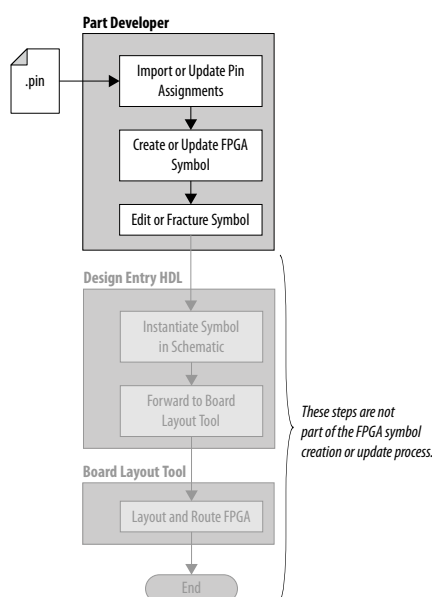 Part Developer
.pin
Import or Update Pin
Assignments
Create or Update FPGA
Symbol
Edit or Fracture Symbol
Design Entry HDL
Instantiate Symbol
in Schematic
Forward to Board
Layout Tool
These steps are not
part of the FPGA symbol
creation or update process.
Board Layout Tool
Layout and Route FPGA
End